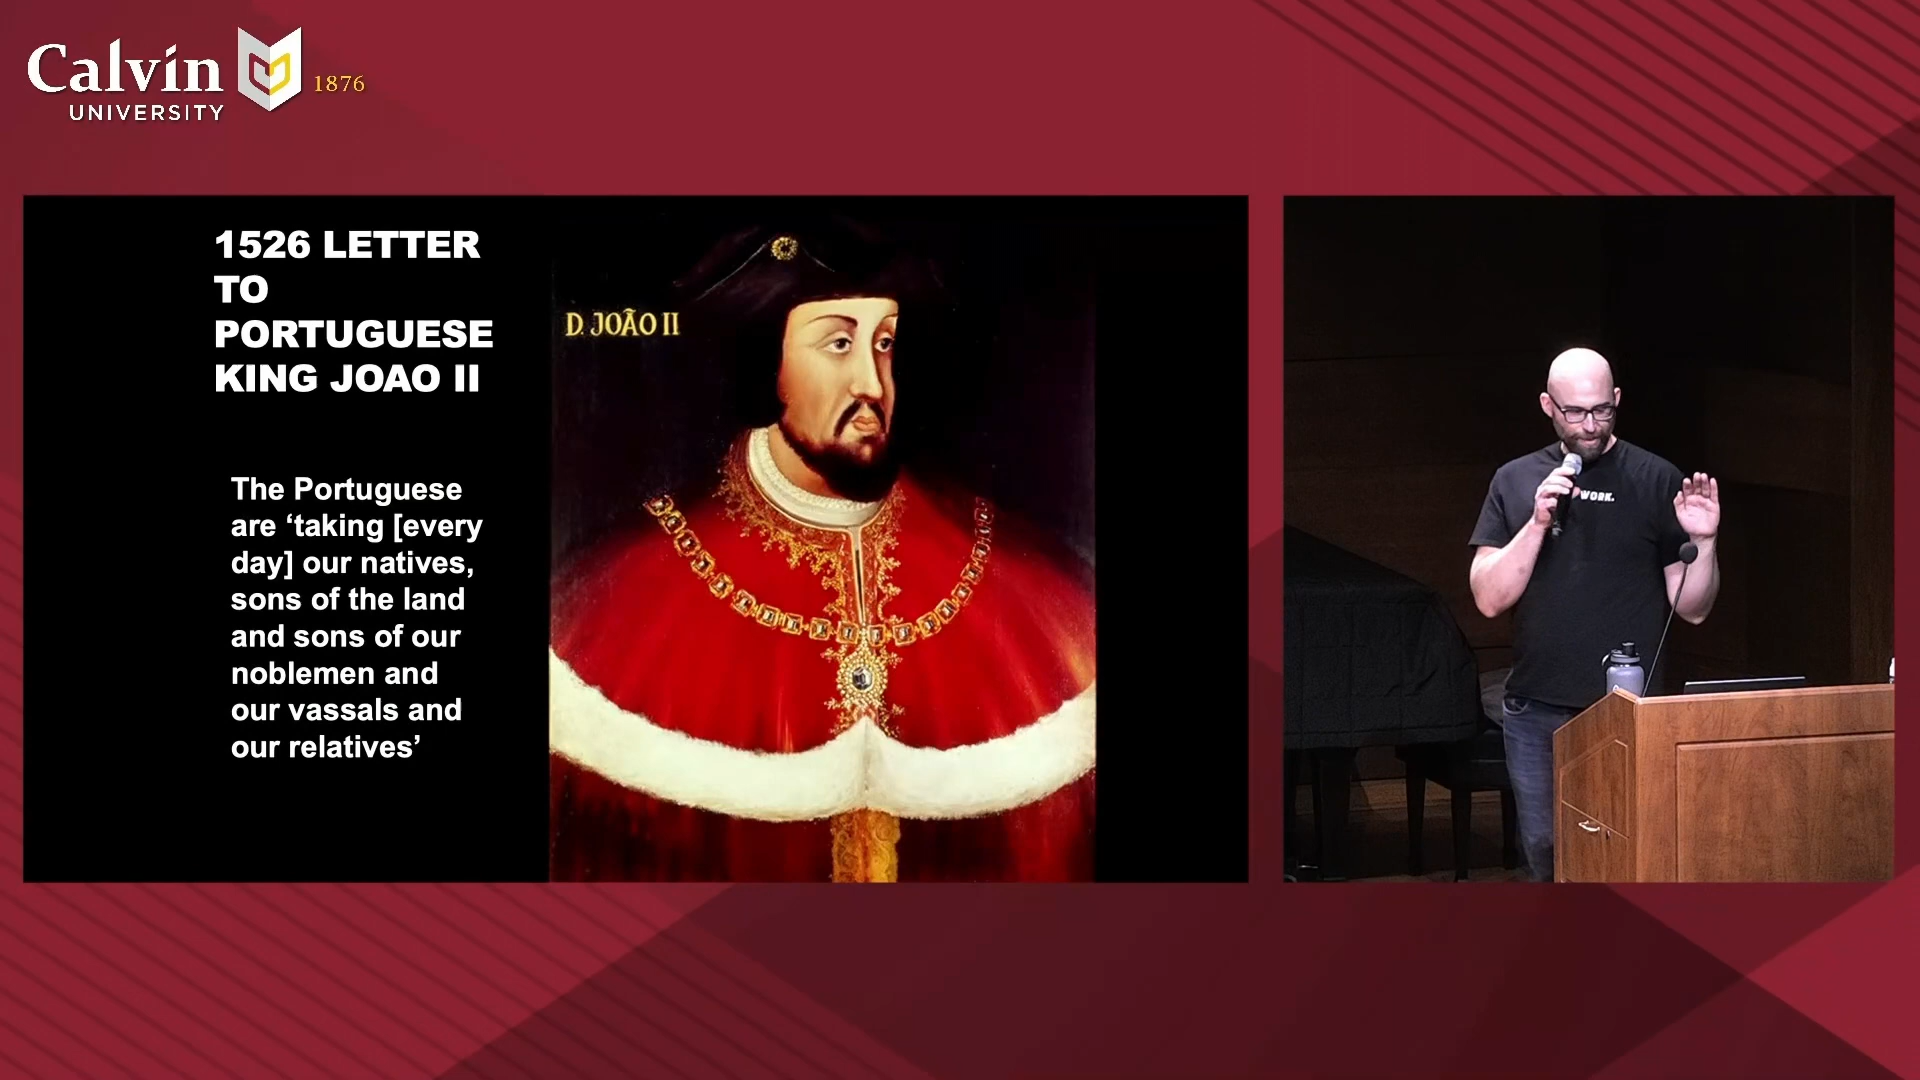 Calvin
UNIVERSITY
1876
1526 LETTER
TO
PORTUGUESE
KING JOAO II
The Portuguese
are ‘taking [every
day] our natives,
sons of the land
and sons of our
noblemen and
our vassals and
our relatives’
D. JOÃO II
WORK.